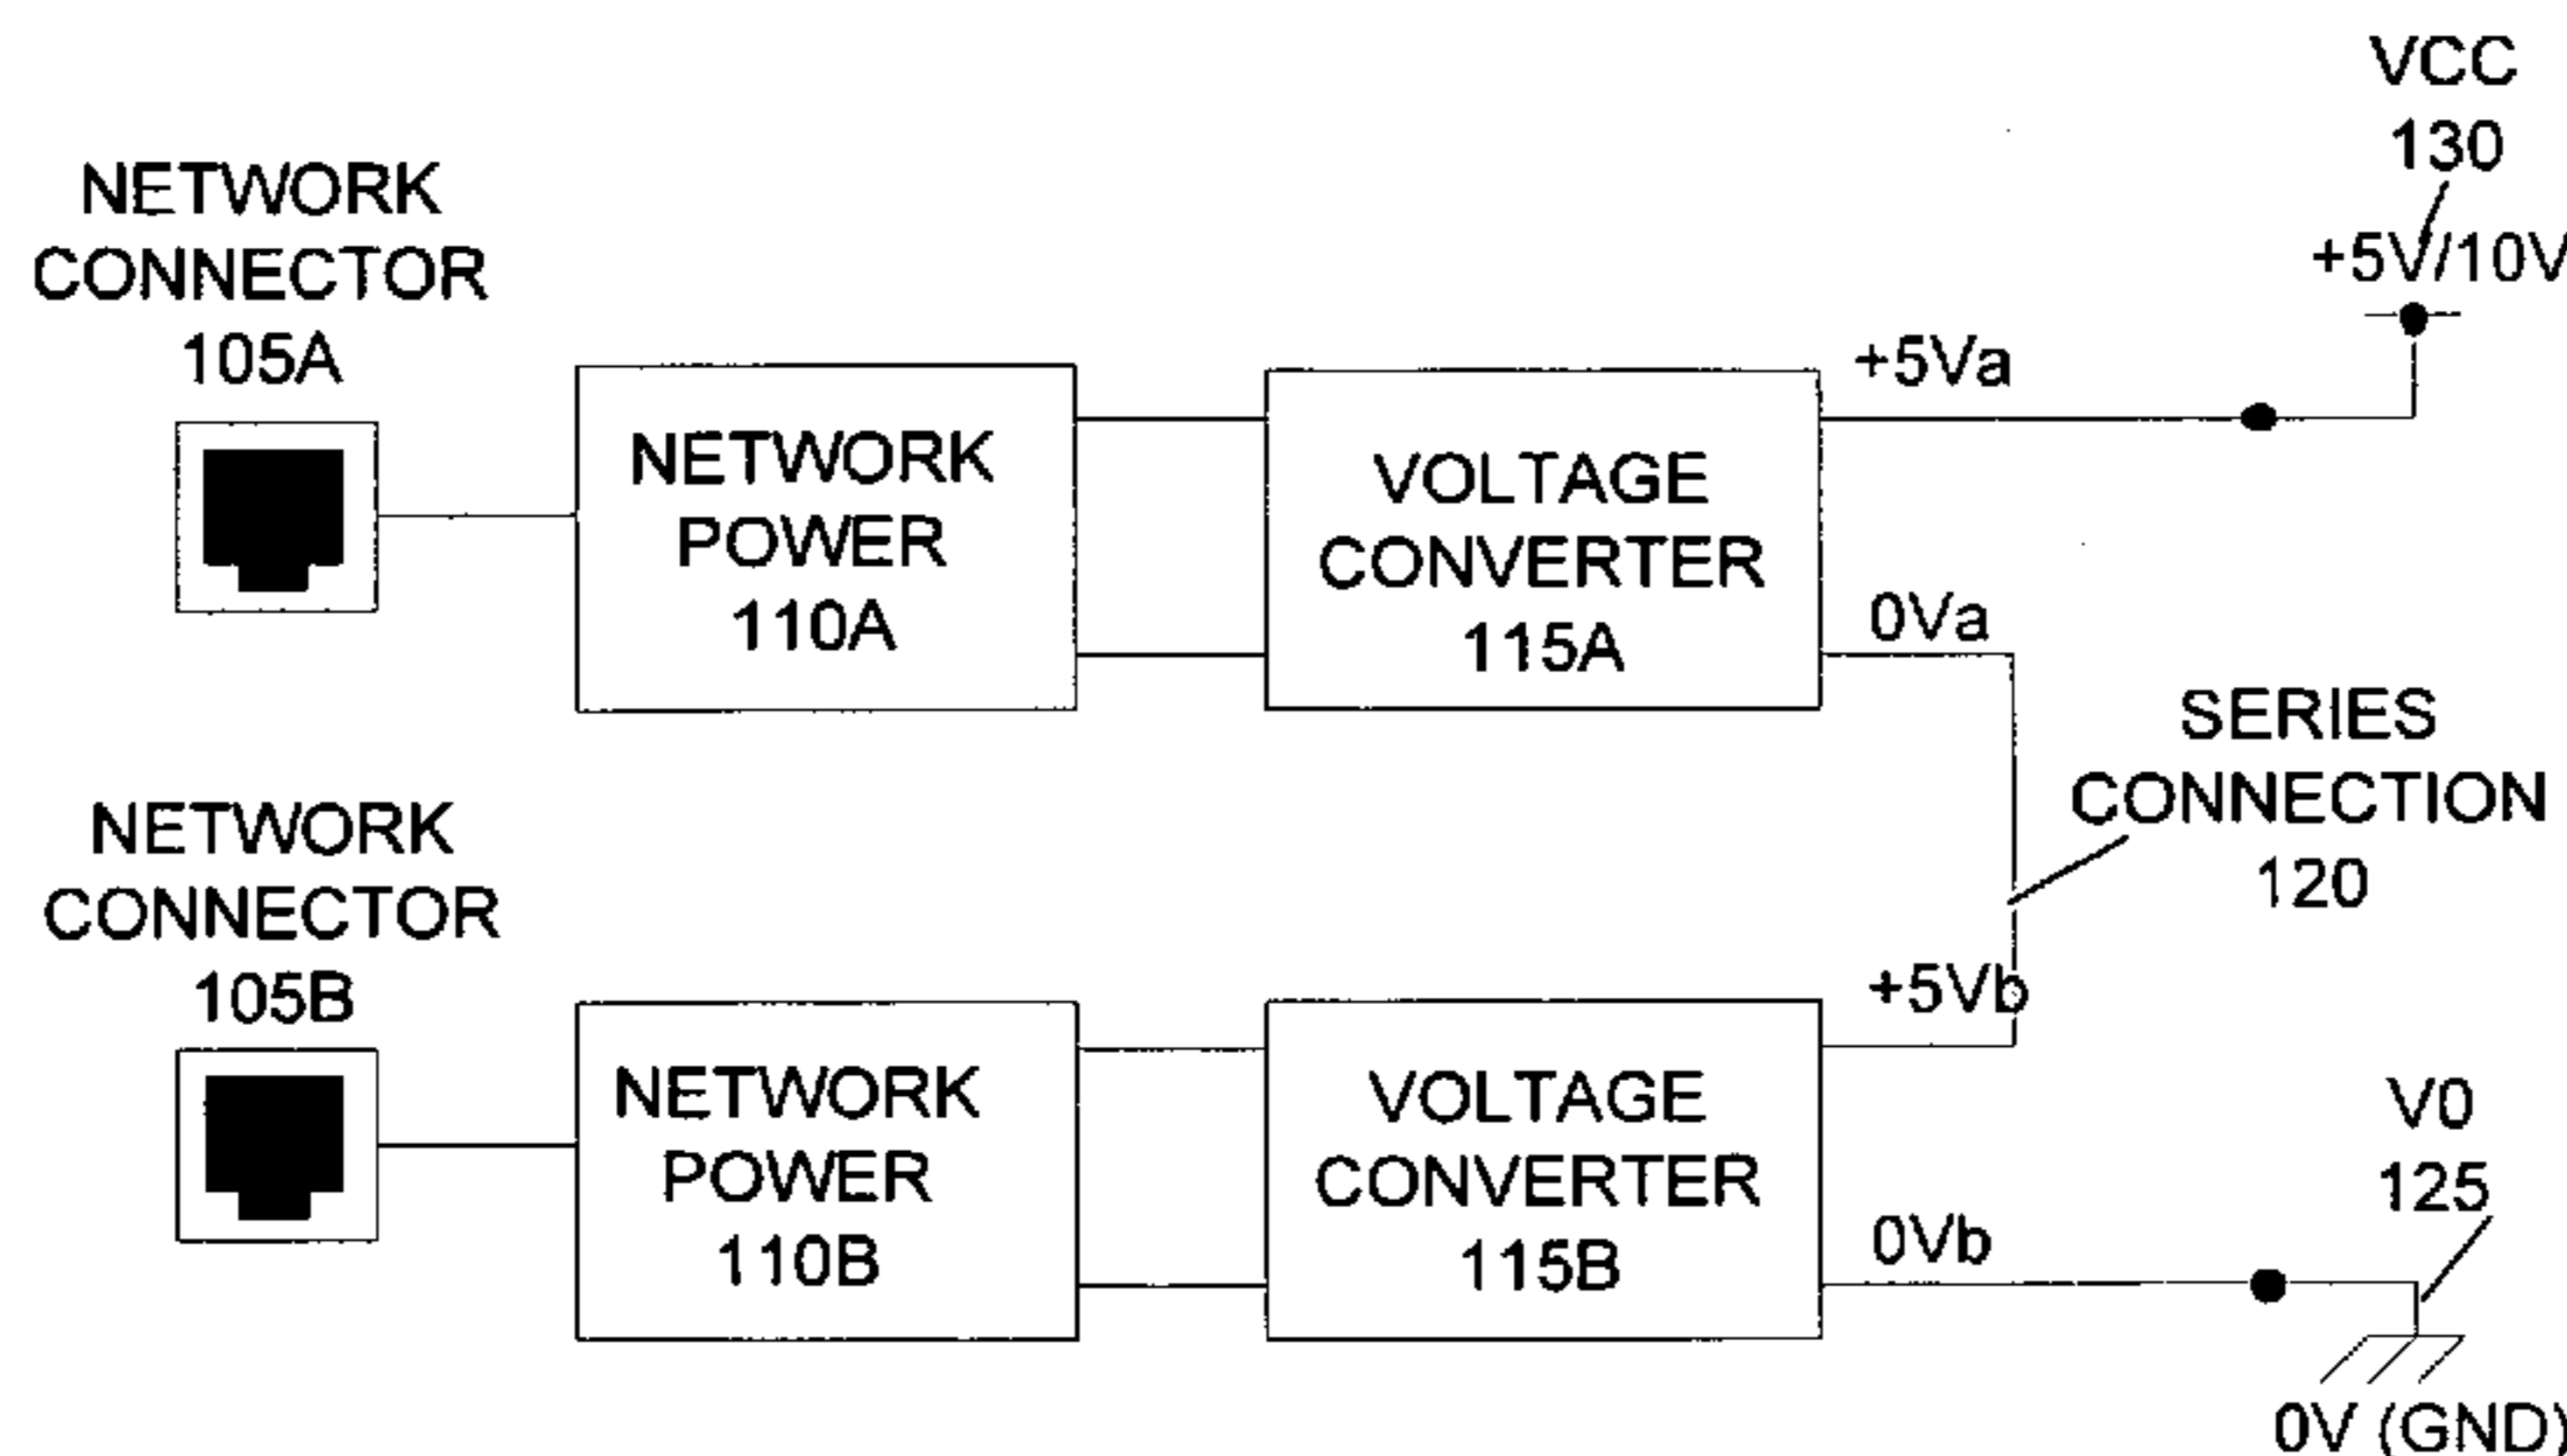 VCC
130
+5V/10V
NETWORK
CONNECTOR
105A
NETWORK
POWER
110A
VOLTAGE
CONVERTER
115A
+5Va
0Va
SERIES
CONNECTION
120
NETWORK
CONNECTOR
105B
NETWORK
POWER
110B
VOLTAGE
CONVERTER
115B
+5Vb
0Vb
V0
125
0V (GND)